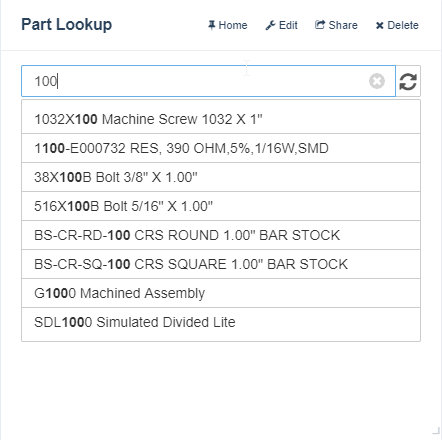 Part Lookup Home Edit Share Delete
100
1032X100 Machine Screw 1032 X 1"
1100-E000732 RES, 390 OHM,5%,1/16W,SMD
38X100B Bolt 3/8" X 1.00"
516X100B Bolt 5/16" X 1.00"
BS-CR-RD-100 CRS ROUND 1.00" BAR STOCK
BS-CR-SQ-100 CRS SQUARE 1.00" BAR STOCK
G1000 Machined Assembly
SDL1000 Simulated Divided Lite